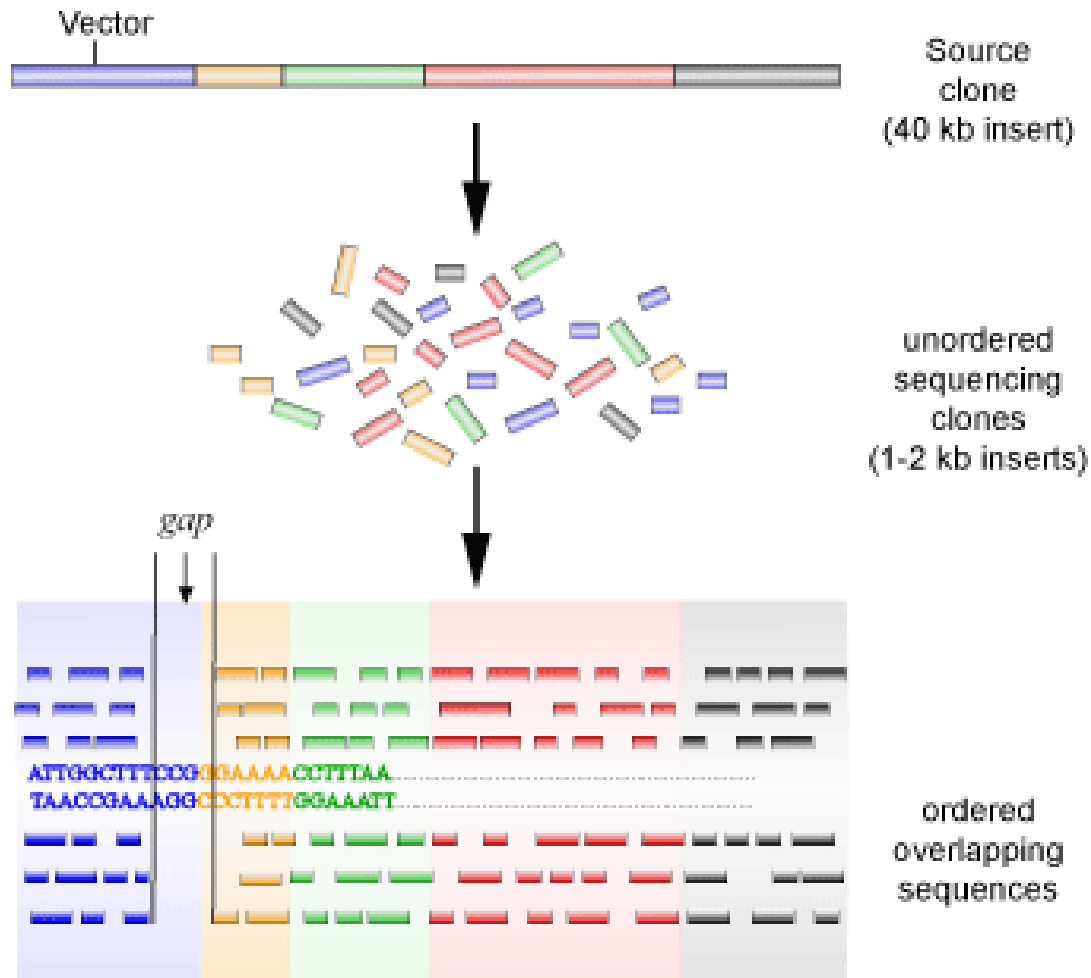 Vector
Source
clone
(40 kb insert)
unordered
sequencing
clones
(1-2 kb inserts)
gap
ATTGGCTTTCCGGGAAAACCTTTAA
TAACCGAAAGGCCCTTTTGGAAATT
ordered
overlapping
sequences